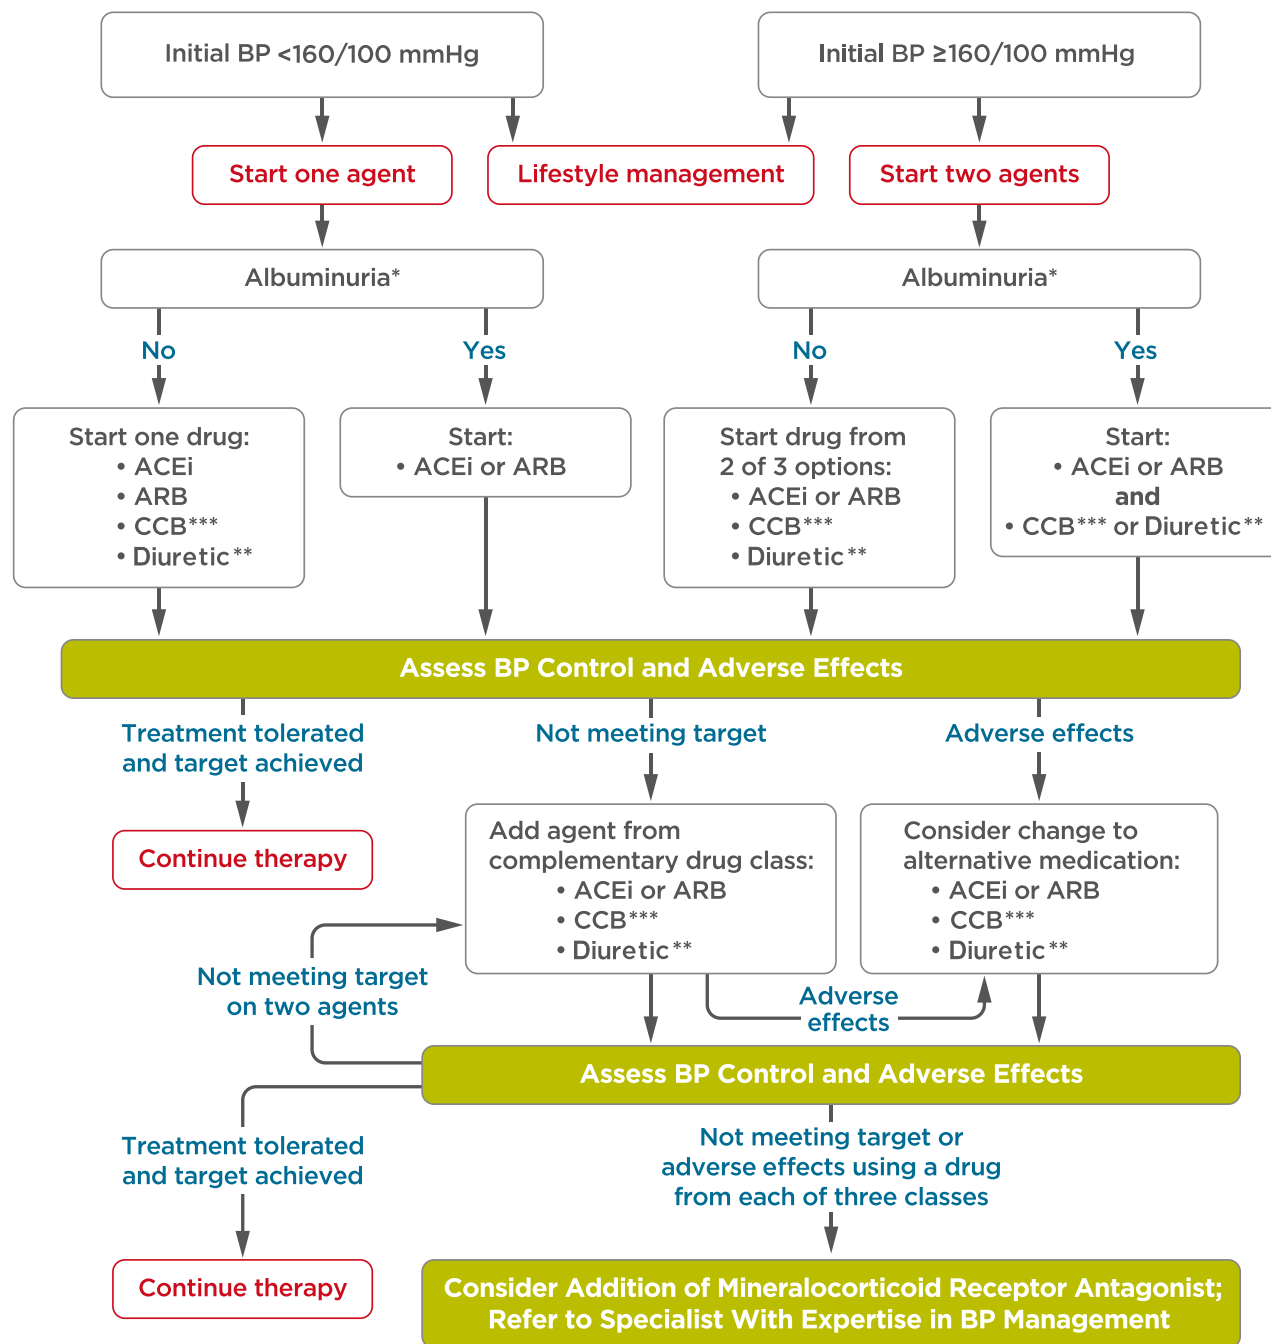 Initial BP <160/100 mmHg
Initial BP ≥160/100 mmHg
Start one agent
Lifestyle management
Start two agents
Albuminuria*
Albuminuria*
No
Yes
No
Yes
Start one drug:
• ACEi
• ARB
• CCB***
• Diuretic**
Start:
• ACEi or ARB
Start drug from
2 of 3 options:
• ACEi or ARB
• CCB***
• Diuretic**
Start:
• ACEi or ARB
and
• CCB*** or Diuretic**
Assess BP Control and Adverse Effects
Treatment tolerated
and target achieved
Not meeting target
Adverse effects
Continue therapy
Add agent from
complementary drug class:
• ACEi or ARB
• CCB***
• Diuretic**
Consider change to
alternative medication:
• ACEi or ARB
• CCB***
• Diuretic**
Not meeting target
on two agents
Adverse
effects
Assess BP Control and Adverse Effects
Treatment tolerated
and target achieved
Not meeting target or
adverse effects using a drug
from each of three classes
Continue therapy
Consider Addition of Mineralocorticoid Receptor Antagonist;
Refer to Specialist With Expertise in BP Management